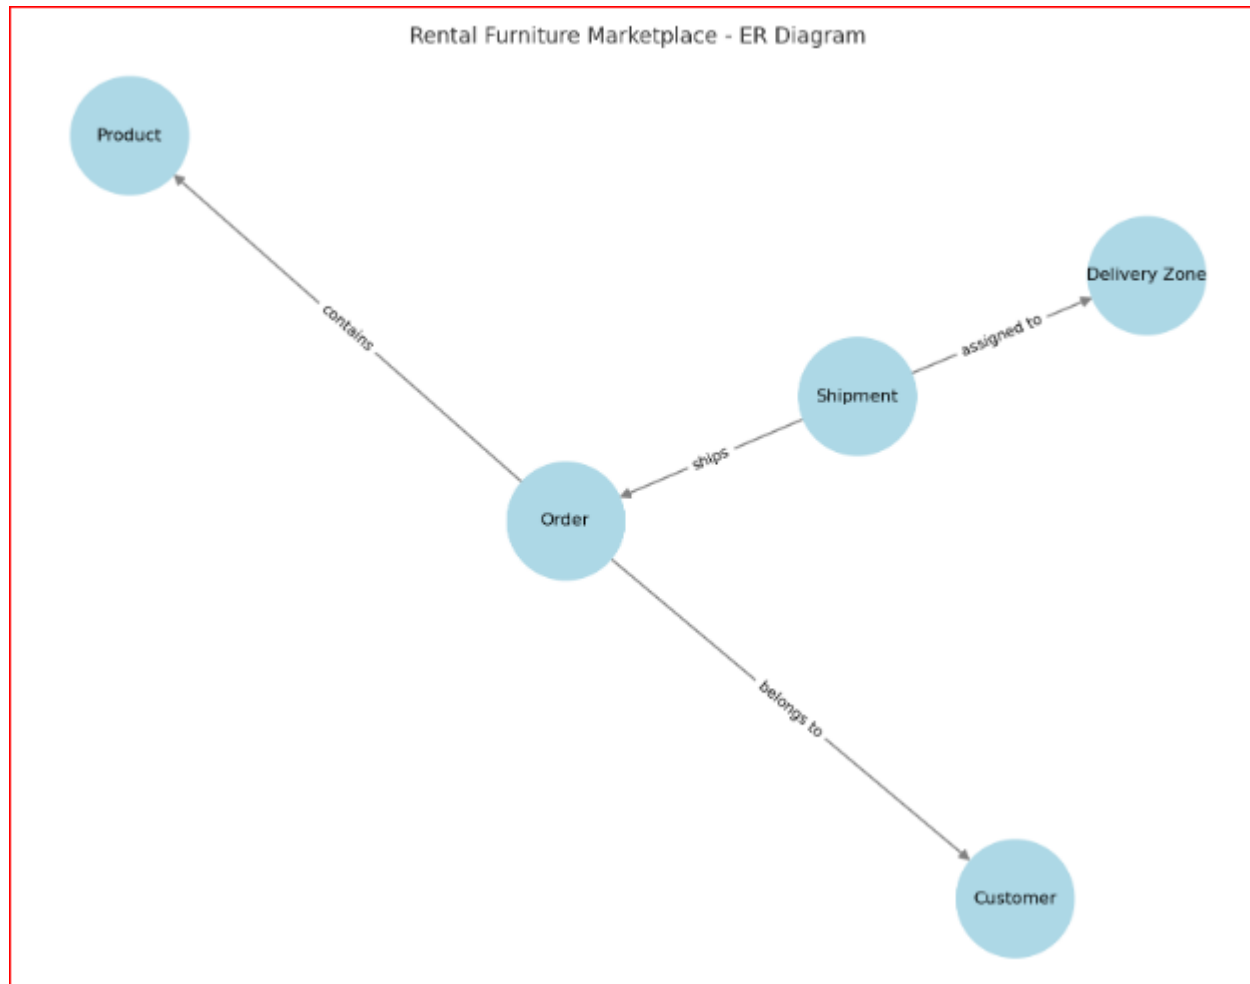 Rental Furniture Marketplace - ER Diagram
Product
Delivery Zone
contains
assigned to
Shipment
ships
Order
belongs to
Customer